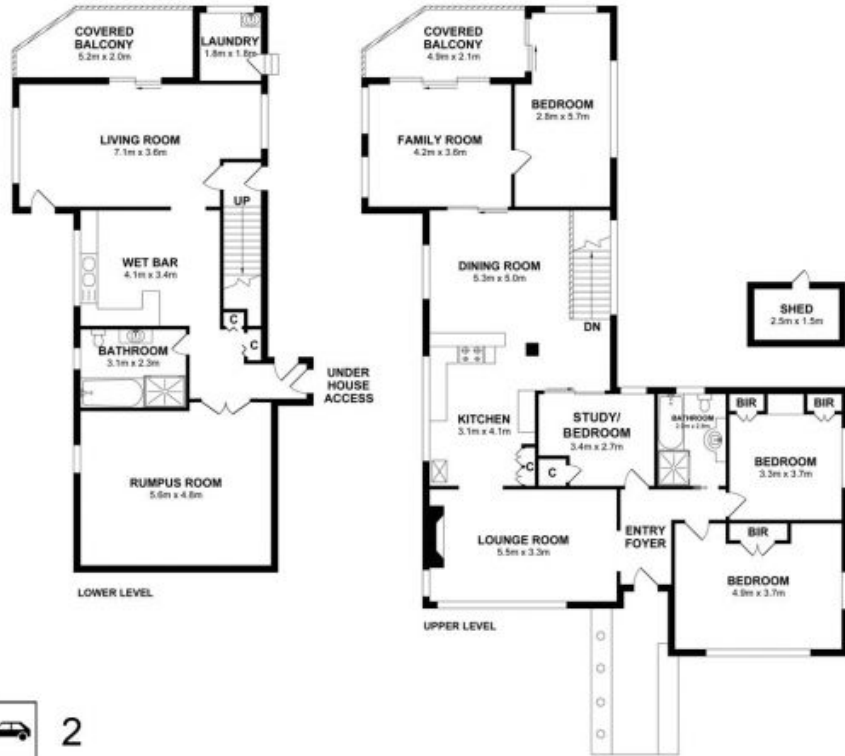 COVERED
BALCONY
5.2m x 2.0m
LAUNDRY
1.8m x 1.8m
LIVING ROOM
7.1m x 3.6m
UP
WET BAR
4.1m x 3.4m
C
C
BATHROOM
3.1m x 2.3m
UNDER
HOUSE
ACCESS
RUMPUS ROOM
5.6m x 4.8m
LOWER LEVEL
COVERED
BALCONY
4.9m x 2.1m
BEDROOM
2.8m x 5.7m
FAMILY ROOM
4.2m x 3.6m
DINING ROOM
5.3m x 5.0m
DN
SHED
2.5m x 1.5m
KITCHEN
3.1m x 4.1m
C
C
STUDY/
BEDROOM
3.4m x 2.7m
BATHROOM
BIR
BIR
BEDROOM
3.3m x 3.7m
LOUNGE ROOM
5.5m x 3.3m
ENTRY
FOYER
BIR
BEDROOM
4.9m x 3.7m
UPPER LEVEL
2